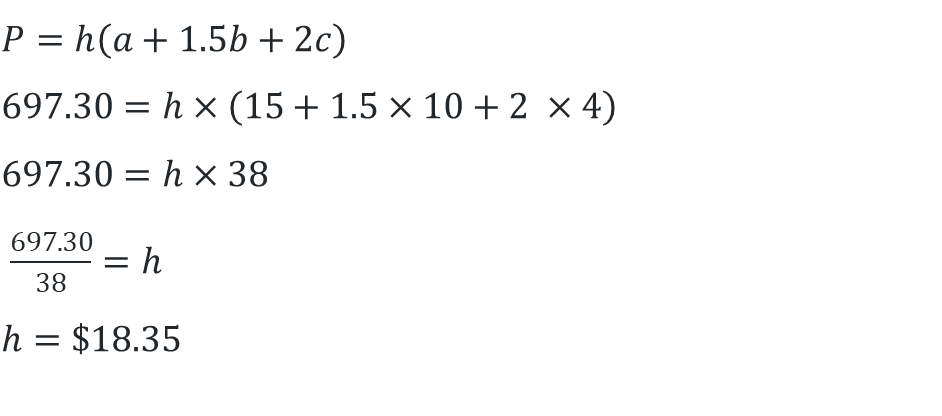 P = h(a + 1.5b + 2c)
697.30 = h × (15 + 1.5 × 10 + 2 × 4)
697.30 = h × 38
697.30/38 = h
h = $18.35